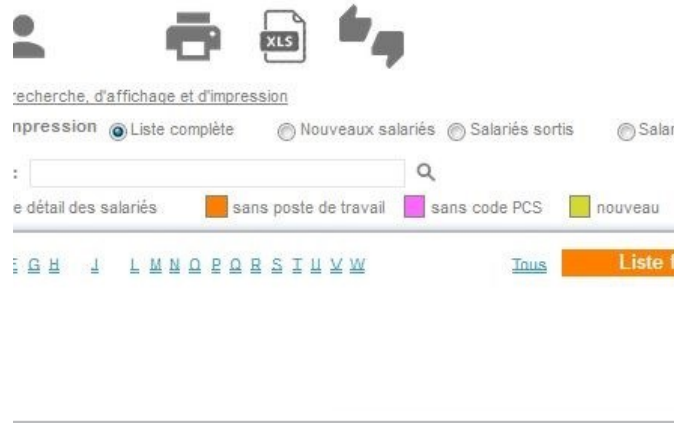 XLS
recherche, d'affichage et d'impression
mpression Liste complète Nouveaux salariés Salariés sortis Salar
:
e détail des salariés sans poste de travail sans code PCS nouveau
E G H J L M N O P Q R S T U V W Tous Liste f